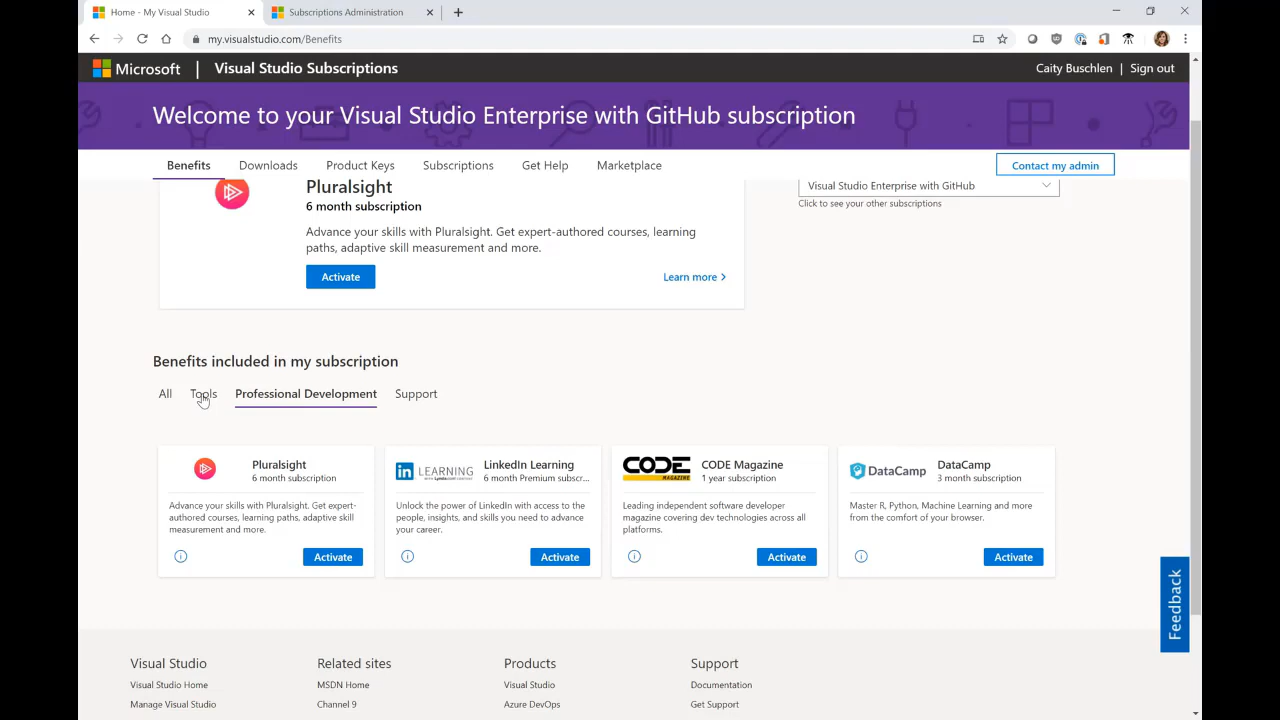 Home - My Visual Studio
Subscriptions Administration
my.visualstudio.com/Benefits
Microsoft | Visual Studio Subscriptions
Caity Buschlen | Sign out
Welcome to your Visual Studio Enterprise with GitHub subscription
Benefits Downloads Product Keys Subscriptions Get Help Marketplace
Contact my admin
Pluralsight
6 month subscription
Advance your skills with Pluralsight. Get expert-authored courses, learning
paths, adaptive skill measurement and more.
Activate
Learn more
Visual Studio Enterprise with GitHub
Click to see your other subscriptions
Benefits included in my subscription
All Tools Professional Development Support
Pluralsight
6 month subscription
Advance your skills with Pluralsight. Get expert-
authored courses, learning paths, adaptive skill
measurement and more.
Activate
LinkedIn LEARNING
LinkedIn Learning
6 month Premium subscr...
Unlock the power of LinkedIn with access to the
people, insights, and skills you need to advance
your career.
Activate
CODE MAGAZINE
CODE Magazine
1 year subscription
Leading independent software developer
magazine covering dev technologies across all
platforms.
Activate
DataCamp
DataCamp
3 month subscription
Master R, Python, Machine Learning and more
from the comfort of your browser.
Activate
Feedback
Visual Studio
Visual Studio Home
Manage Visual Studio
Related sites
MSDN Home
Channel 9
Products
Visual Studio
Azure DevOps
Support
Documentation
Get Support